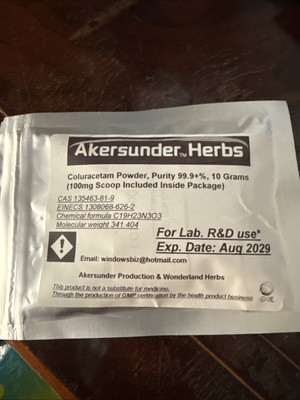 Akersunder™ Herbs
Coluracetam Powder, Purity 99.9+%, 10 Grams
(100mg Scoop Included Inside Package)
CAS 135463-81-9
EINECS 1308068-626-2
Chemical formula C19H23N3O3
Molecular weight 341.404
For Lab. R&D use*
Exp. Date: Aug 2029
Email: windowsbiz@hotmail.com
Akersunder Production & Wonderland Herbs
This product is not a substitute for medicine.
Through the production of GMP certification by the health product business